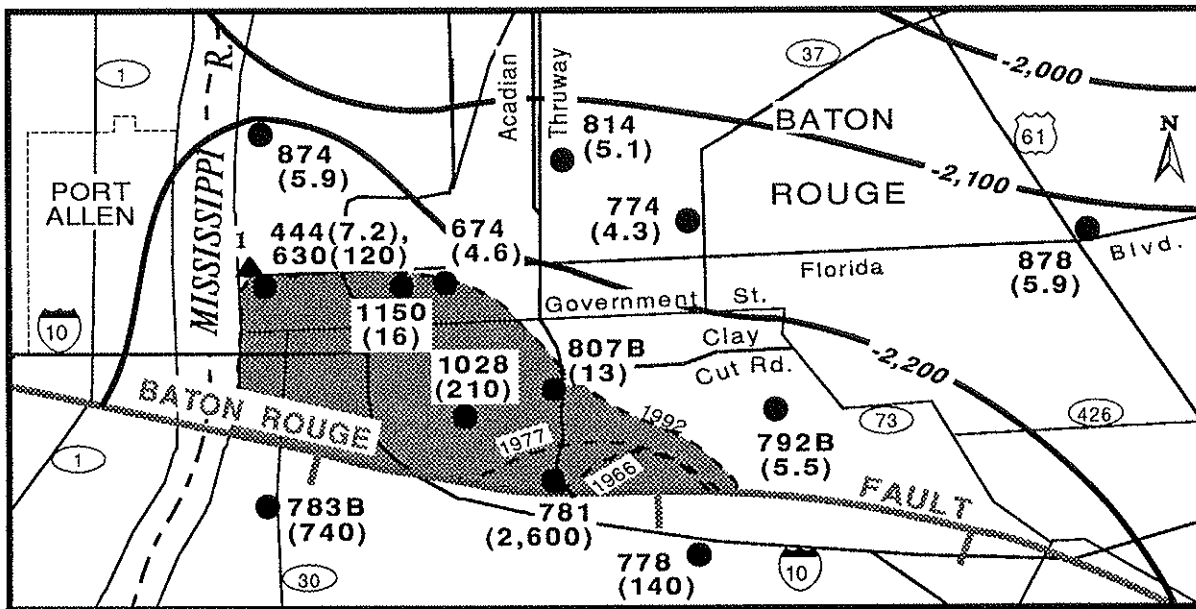 1
MISSISSIPPI R.
Acadian
Thruway
37
-2,000
BATON
ROUGE
61
N
874
(5.9)
814
(5.1)
-2,100
PORT
ALLEN
774
(4.3)
1
444(7.2),
630(120)
674
(4.6)
878
(5.9)
Florida
Blvd.
10
1150
(16)
Government St.
Clay
Cut Rd.
807B
(13)
-2,200
1028
(210)
BATON ROUGE
1992
792B
(5.5)
73
426
1977
1966
1
783B
(740)
781
(2,600)
FAULT
778
(140)
10
30